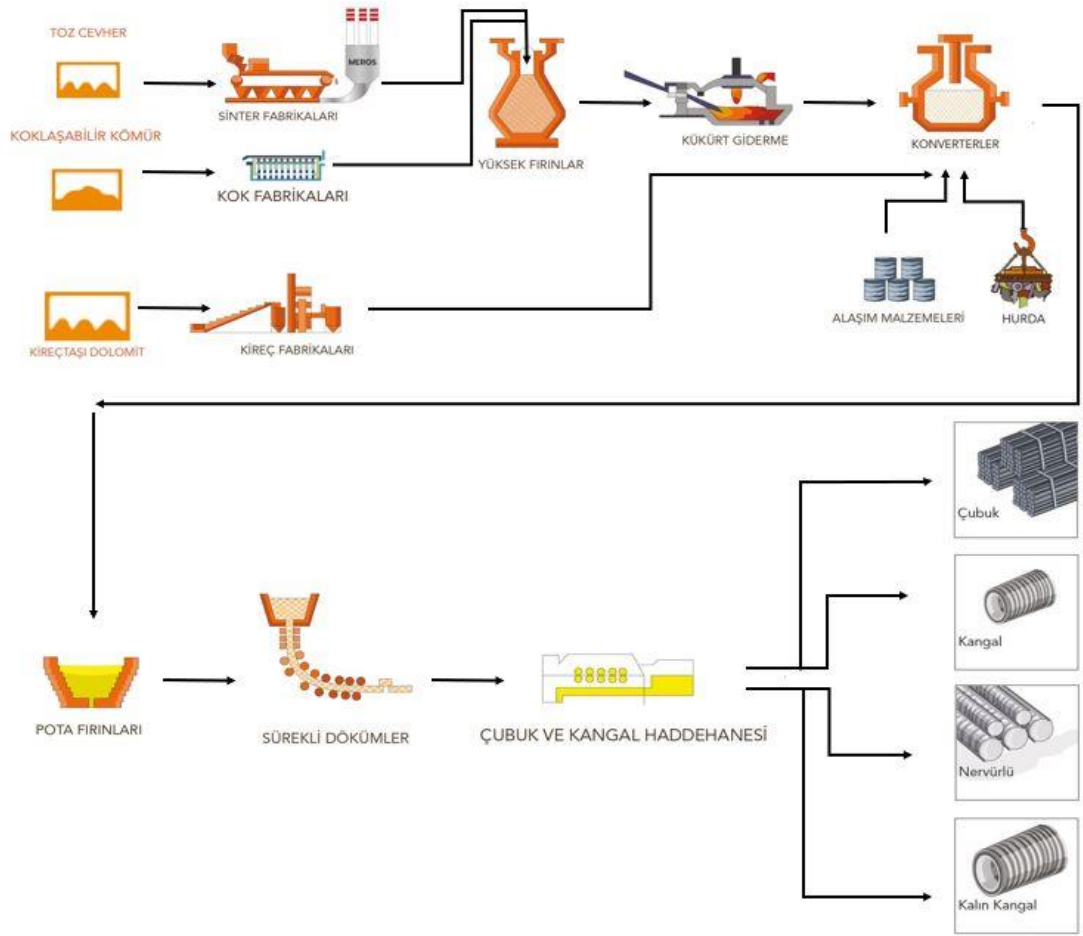 TOZ CEVHER
MEROS
SİNTER FABRİKALARI
KOKLAŞABİLİR KÖMÜR
KOK FABRİKALARI
YÜKSEK FIRINLAR
KÜKÜRT GİDERME
KONVERTERLER
ALAŞIM MALZEMELERİ
HURDA
KİREÇTAŞI DOLOMİT
KİREÇ FABRİKALARI
Çubuk
Kangal
POTA FIRINLARI
SÜREKLİ DÖKÜMLER
ÇUBUK VE KANGAL HADDEHANESİ
Nervürlü
Kalın Kangal